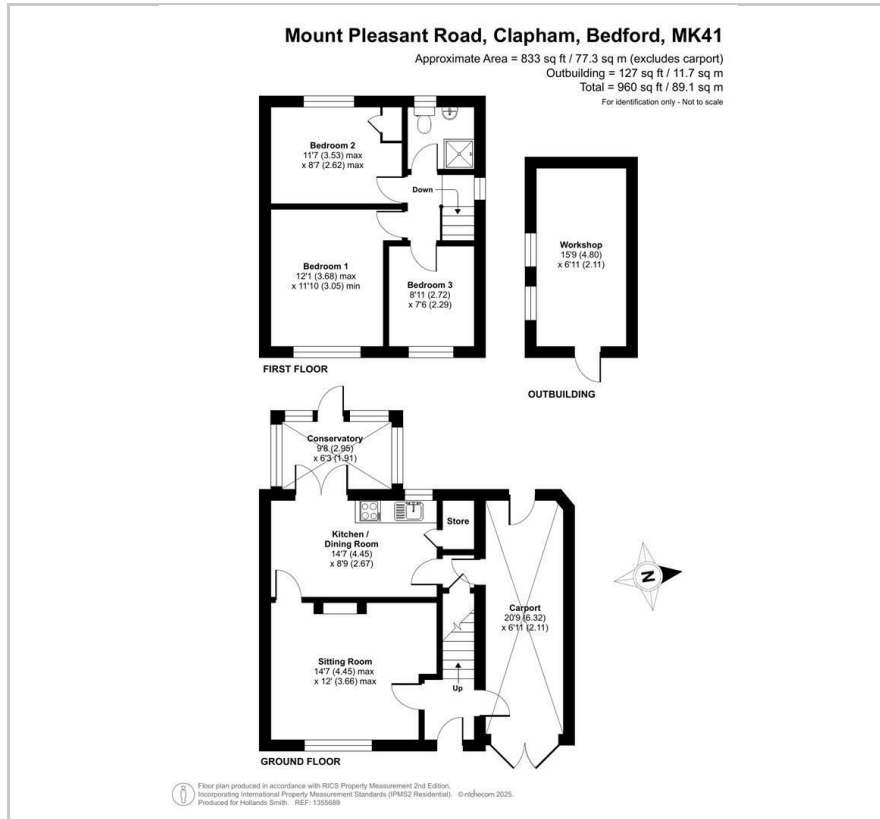 Mount Pleasant Road, Clapham, Bedford, MK41
Approximate Area = 833 sq ft / 77.3 sq m (excludes carport)
Outbuilding = 127 sq ft / 11.7 sq m
Total = 960 sq ft / 89.1 sq m
For identification only - Not to scale
Bedroom 2
11'7 (3.53) max
x 8'7 (2.62) max
Down
Bedroom 1
12'1 (3.68) max
x 11'10 (3.05) min
Bedroom 3
8'11 (2.72)
x 7'6 (2.29)
FIRST FLOOR
Workshop
15'9 (4.80)
x 6'11 (2.11)
OUTBUILDING
Conservatory
9'8 (2.95)
x 6'3 (1.91)
Kitchen /
Dining Room
14'7 (4.45)
x 8'9 (2.67)
Store
Carport
20'9 (6.32)
x 6'11 (2.11)
Sitting Room
14'7 (4.45) max
x 12' (3.66) max
Up
N
GROUND FLOOR
Floor plan produced in accordance with RICS Property Measurement 2nd Edition,
Incorporating International Property Measurement Standards (IPMS2 Residential). © nichecom 2025.
Produced for Hollands Smith. REF: 1355689